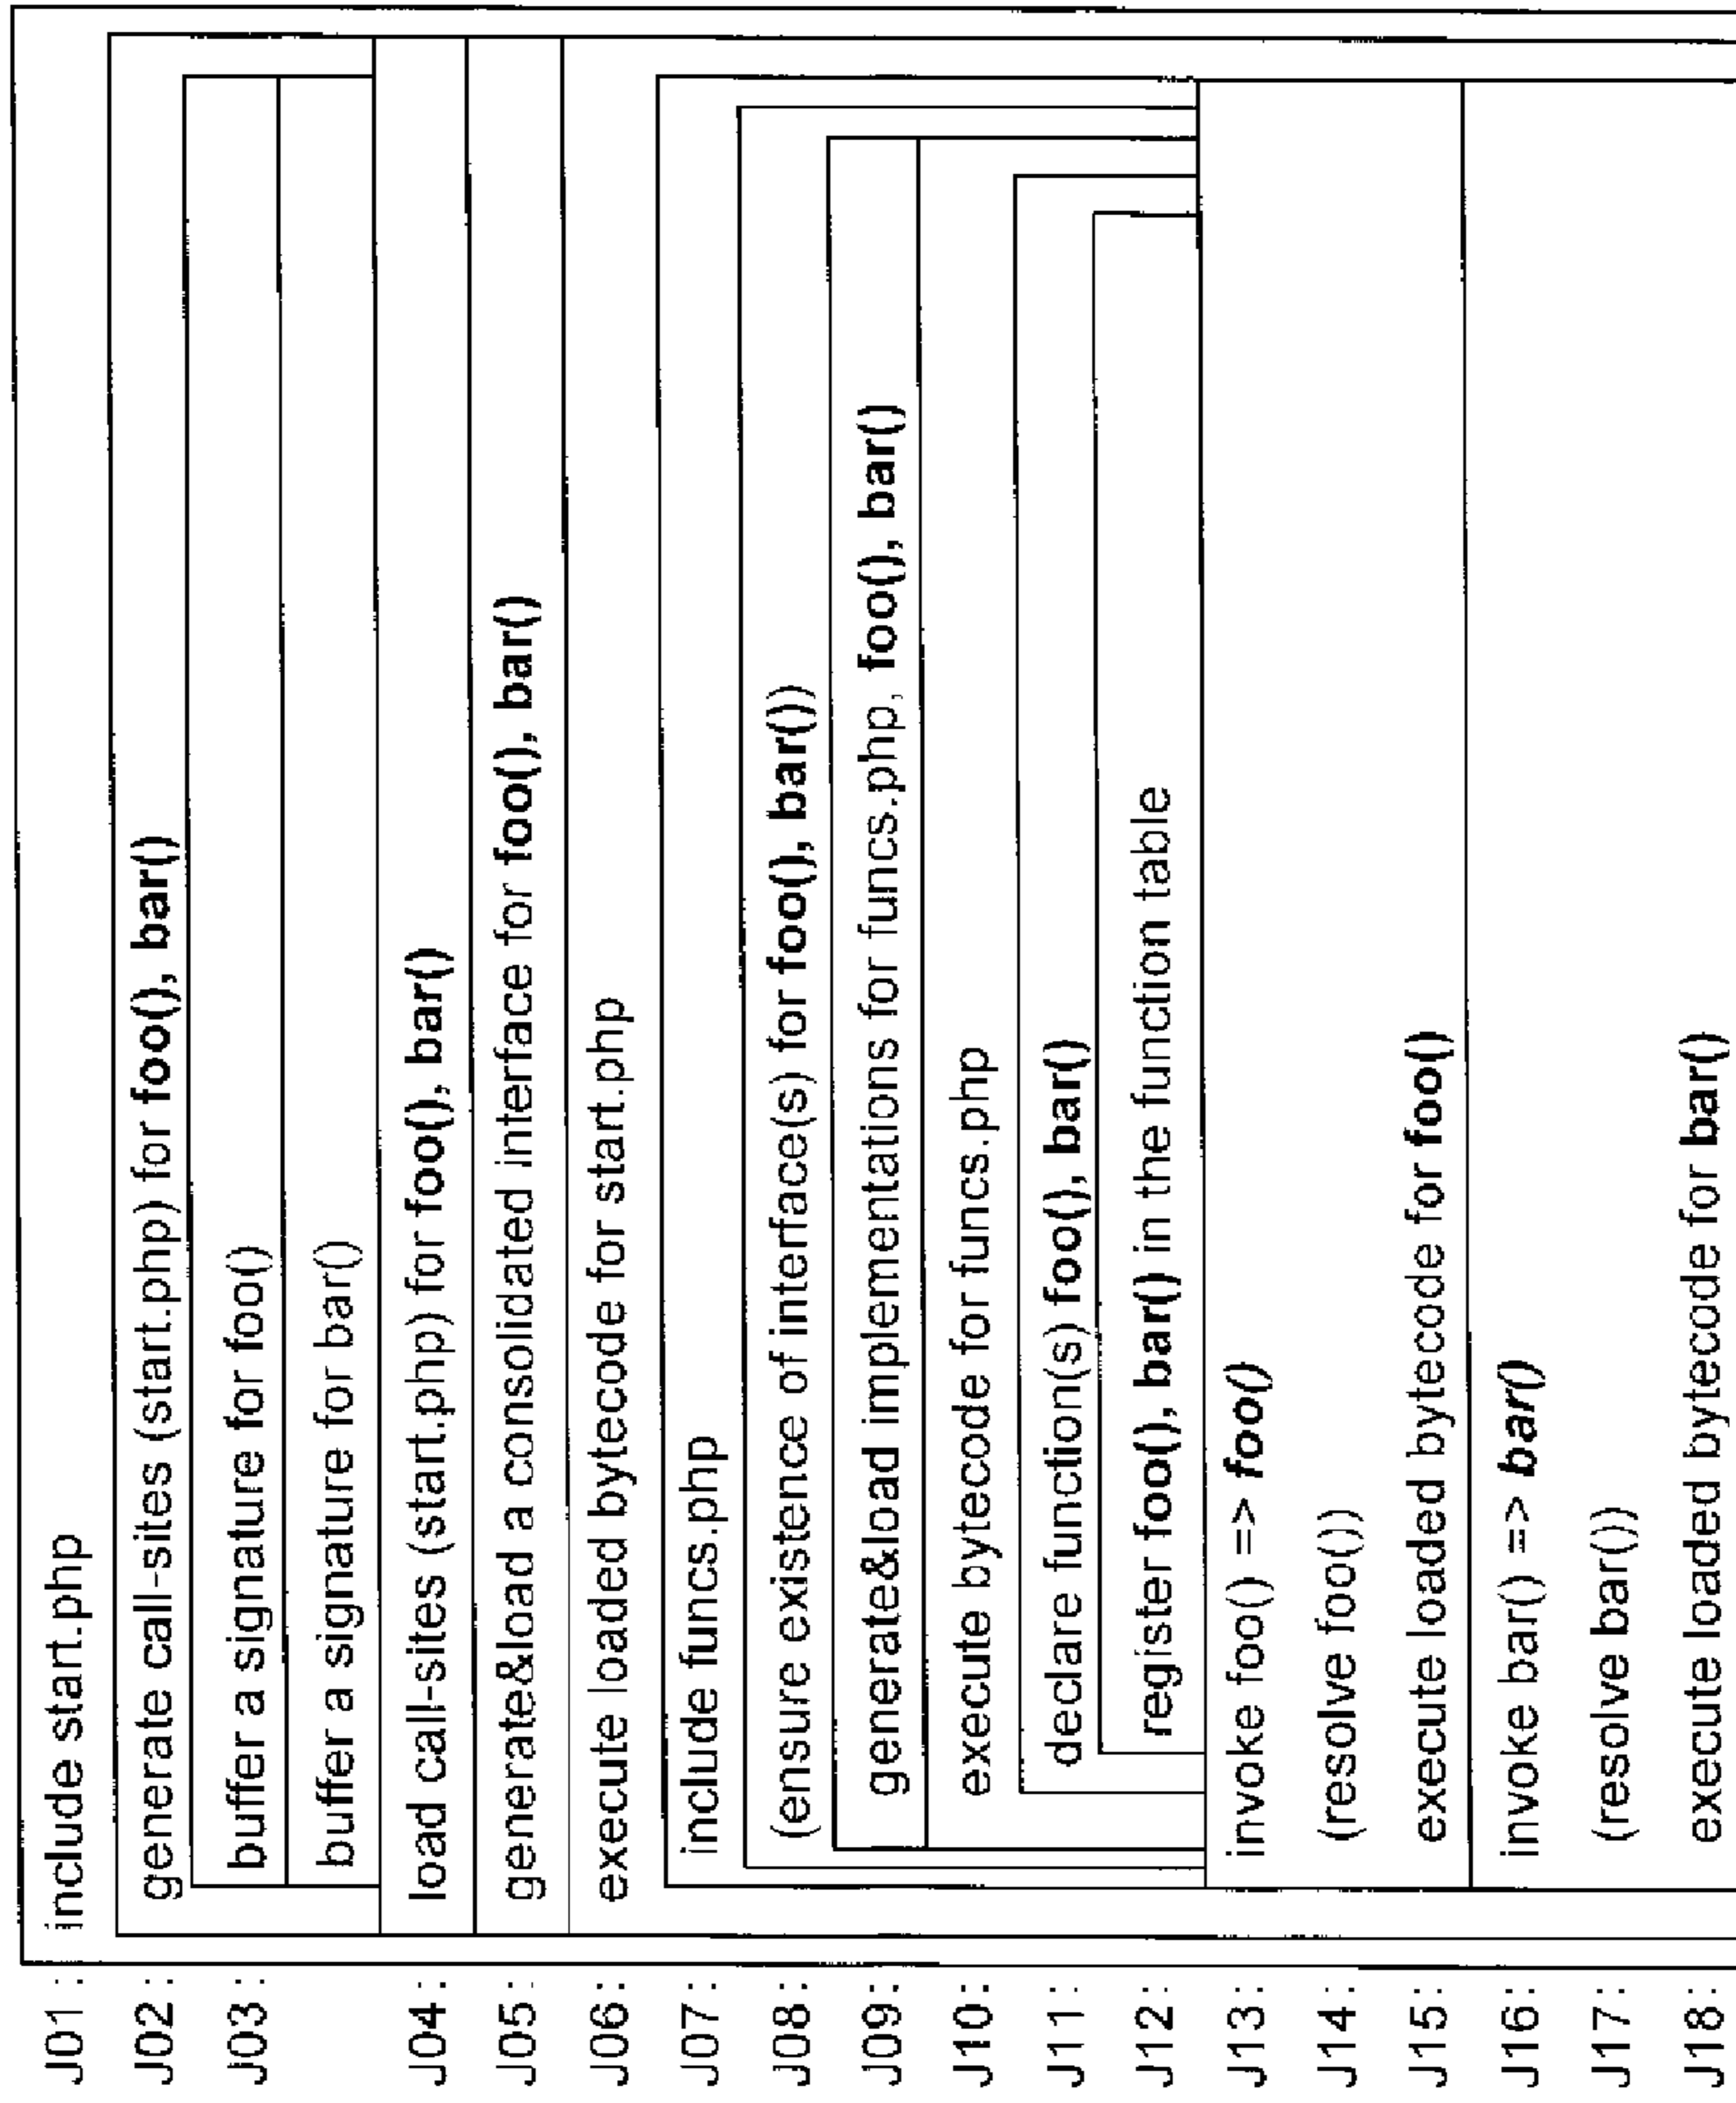 J01: include start.php
J02: generate call-sites (start.php) for foo(), bar()
J03: buffer a signature for foo()
buffer a signature for bar()
J04: load call-sites (start.php) for foo(), bar()
J05: generate&load a consolidated interface for foo(), bar()
J06: execute loaded bytecode for start.php
J07: include funcs.php
J08: (ensure existence of interface(s) for foo(), bar())
J09: generate&load implementations for funcs.php, foo(), bar()
J10: execute bytecode for funcs.php
J11: declare function(s) foo(), bar()
J12: register foo(), bar() in the function table
J13: invoke foo() => foo()
J14: (resolve foo())
J15: execute loaded bytecode for foo()
J16: invoke bar() => bar()
J17: (resolve bar())
J18: execute loaded bytecode for bar()